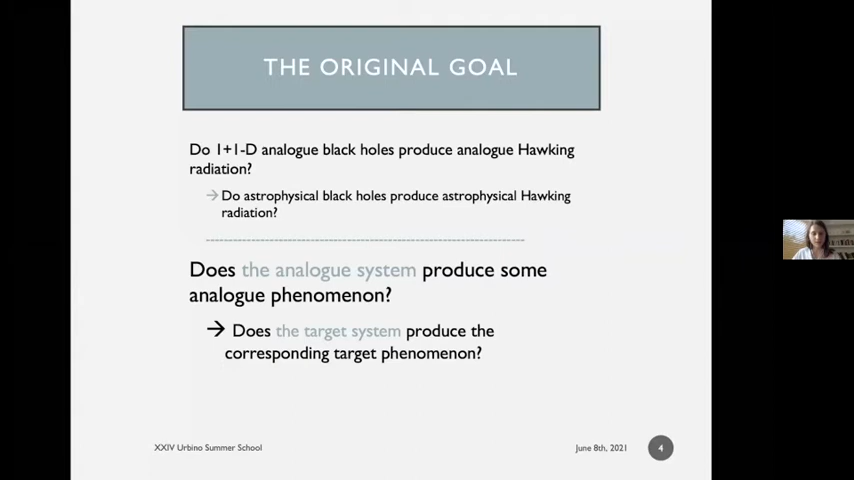 THE ORIGINAL GOAL
Do 1+1-D analogue black holes produce analogue Hawking
radiation?
→ Do astrophysical black holes produce astrophysical Hawking
radiation?
Does the analogue system produce some
analogue phenomenon?
→ Does the target system produce the
corresponding target phenomenon?
XXIV Urbino Summer School
June 8th, 2021
4